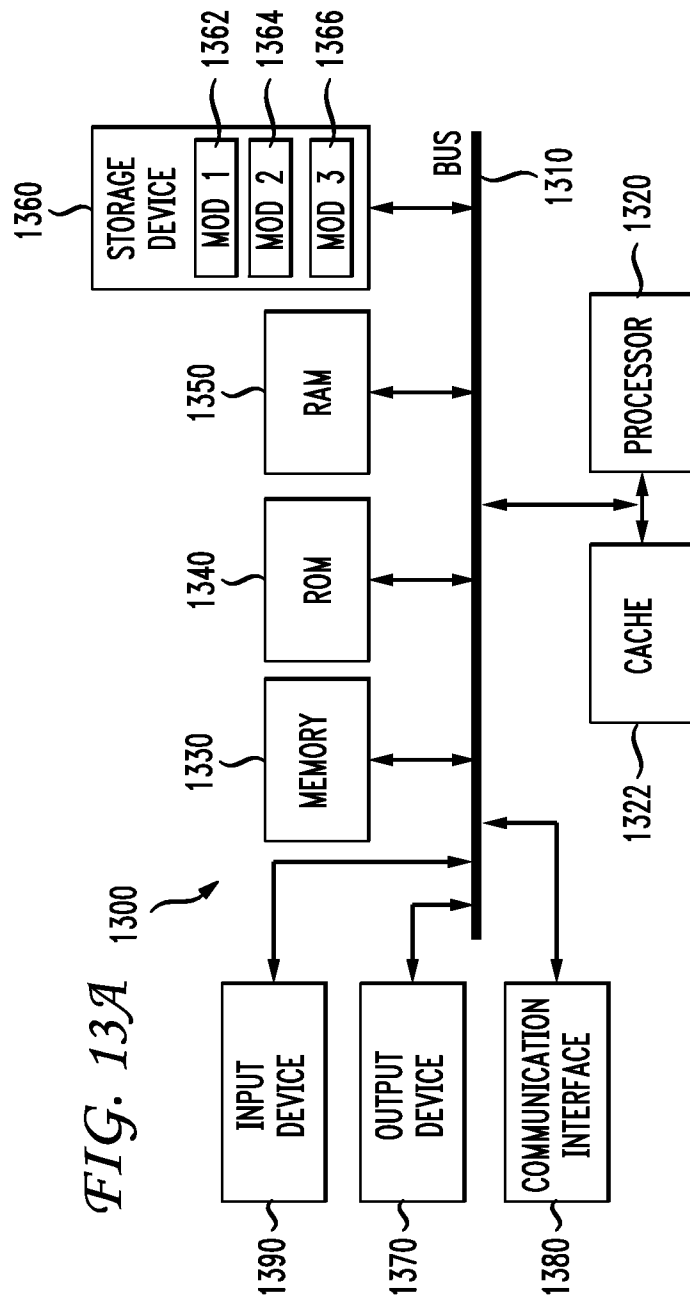 FIG. 13A
1300
1360
STORAGE
DEVICE
MOD 1
1362
MOD 2
1364
MOD 3
1366
1350
RAM
1340
ROM
1330
MEMORY
BUS
1310
1390
INPUT
DEVICE
1370
OUTPUT
DEVICE
1380
COMMUNICATION
INTERFACE
1322
CACHE
1320
PROCESSOR